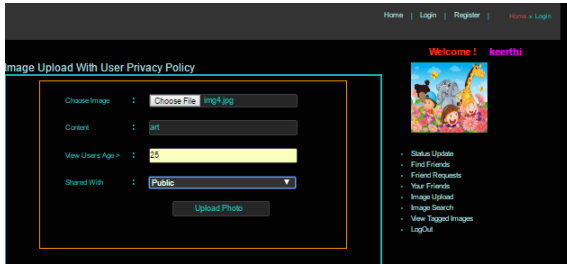 Home | Login | Register | Home » Login
Image Upload With User Privacy Policy
Choose Image : Choose File img4.jpg
Content : art
View Users Age > : 25
Shared With : Public
Upload Photo
Welcome ! keerthi
Status Update
Find Friends
Friend Requests
Your Friends
Image Upload
Image Search
View Tagged Images
LogOut